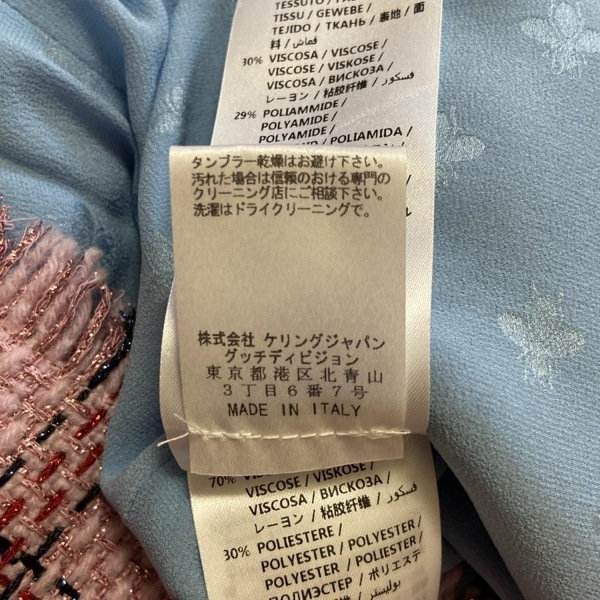 TESSUTO /
TISSU / GEWEBE /
TEJIDO / ТКАНЬ / 表地 / 面
料 / قماش
30% VISCOSA / VISCOSE /
VISCOSE / VISKOSE /
VISCOSA / ВИСКОЗА /
レーヨン / 粘胶纤维 / فسكوز
29% POLIAMMIDE /
POLYAMIDE /
POLYAMIDE /
/ POLIAMIDA /
タンブラー乾燥はお避け下さい。
汚れた場合は信頼のおける専門の
クリーニング店にご相談下さい。
洗濯はドライクリーニングで。
株式会社 ケリングジャパン
グッチディビジョン
東京都港区北青山
3丁目6番7号
MADE IN ITALY
70% VISCOSA / VISCOSE /
VISCOSE / VISKOSE /
VISCOSA / ВИСКОЗА /
レーヨン / 粘胶纤维 / فسكوز
30% POLIESTERE /
POLYESTER / POLYESTER /
POLYESTER / POLIESTER /
ПОЛИЭСТЕР / ポリエステ
بوليستر